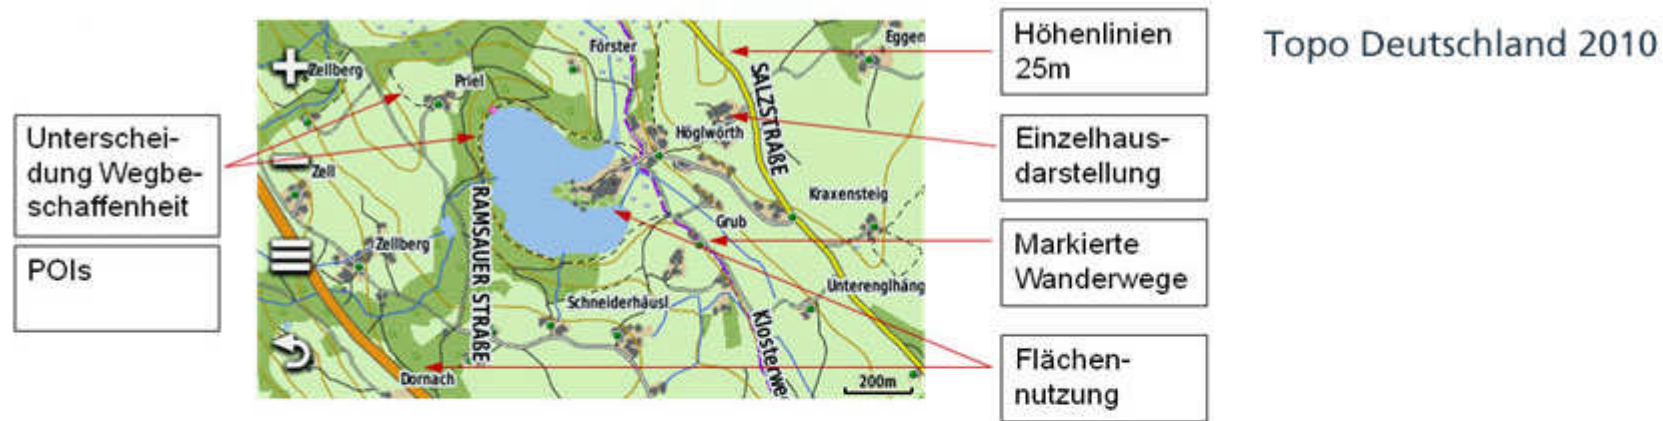 Topo Deutschland 2010
Unterschei-
dung Wegbe-
schaffenheit
POIs
Förster
Eggen
Zellberg
Priel
SALZSTRAßE
Höglwörth
Zell
Kraxensteig
RAMSAUER STRAßE
Grub
Zellberg
Unterenglhäng
Schneiderhäusl
Klosterwe
Dornach
200m
Höhenlinien
25m
Einzelhaus-
darstellung
Markierte
Wanderwege
Flächen-
nutzung